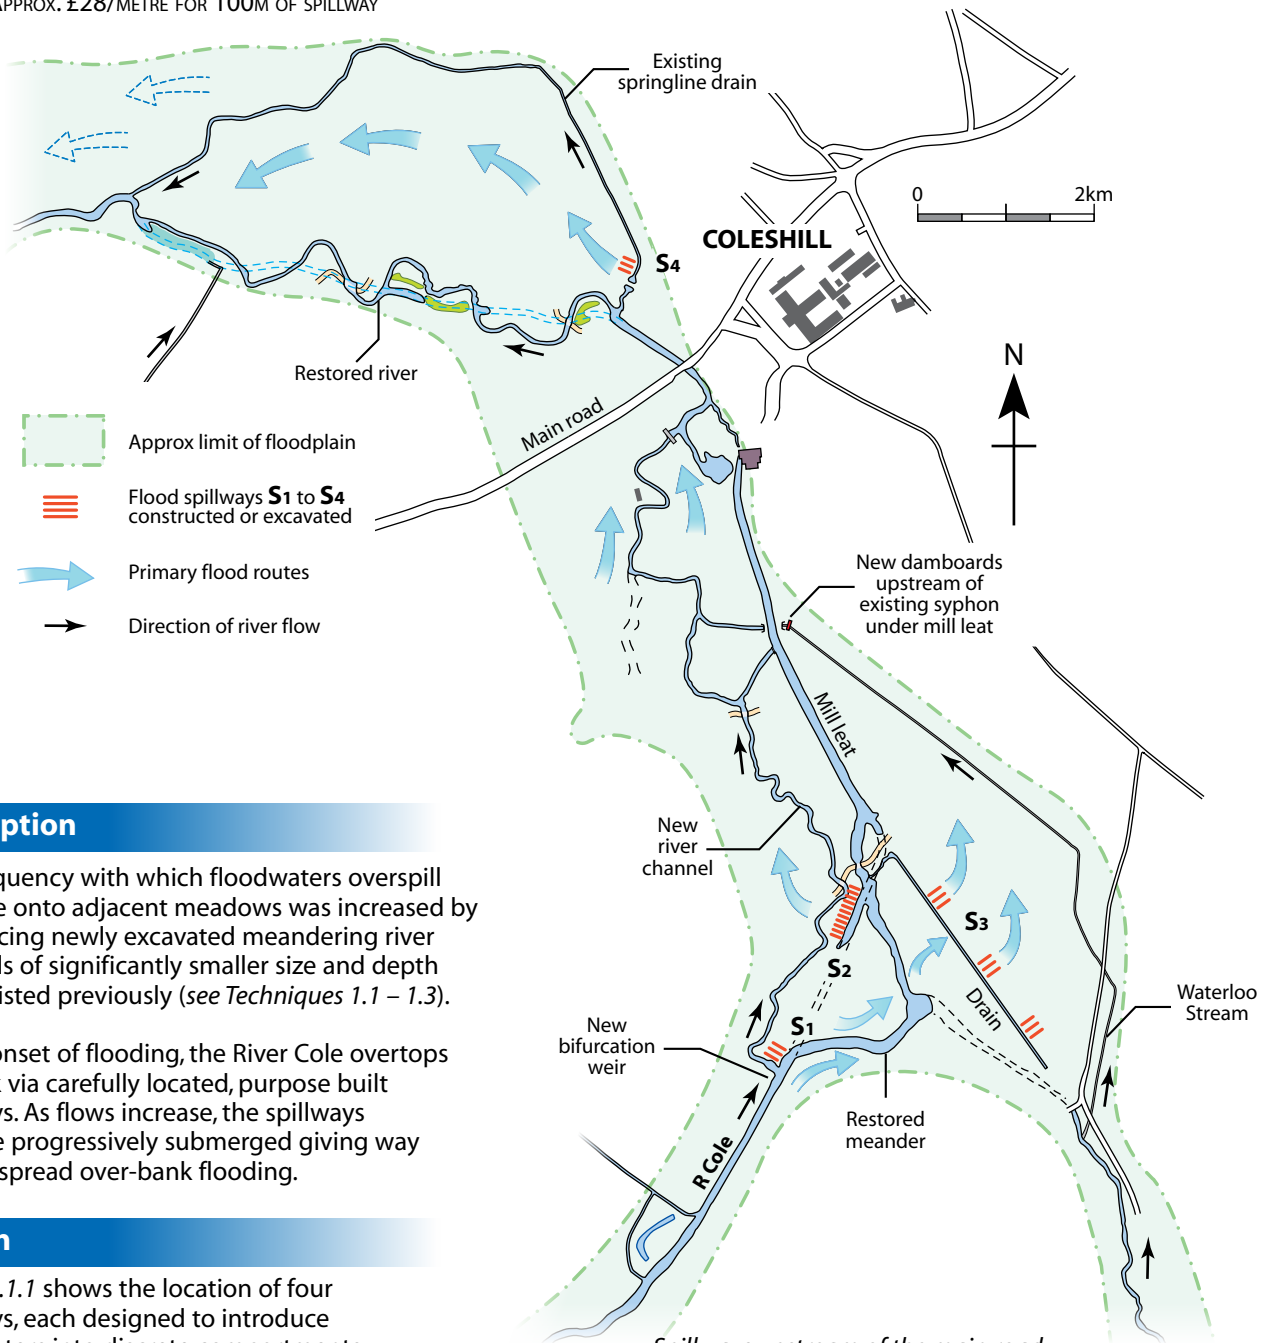 APPROX. £28/METRE FOR 100M OF SPILLWAY
Existing
springline drain
0 2km
COLESHILL
S4
N
Restored river
Main road
Approx limit of floodplain
Flood spillways S1 to S4
constructed or excavated
Primary flood routes
Direction of river flow
New damboards
upstream of
existing syphon
under mill leat
Mill leat
New
river
channel
S3
S2
Drain
Waterloo
Stream
S1
New
bifurcation
weir
Restored
meander
R Cole
ption
quency with which floodwaters overspill
e onto adjacent meadows was increased by
cing newly excavated meandering river
ls of significantly smaller size and depth
isted previously (see Techniques 1.1 – 1.3).
onset of flooding, the River Cole overtops
k via carefully located, purpose built
ys. As flows increase, the spillways
e progressively submerged giving way
spread over-bank flooding.
n
.1.1 shows the location of four
ys, each designed to introduce